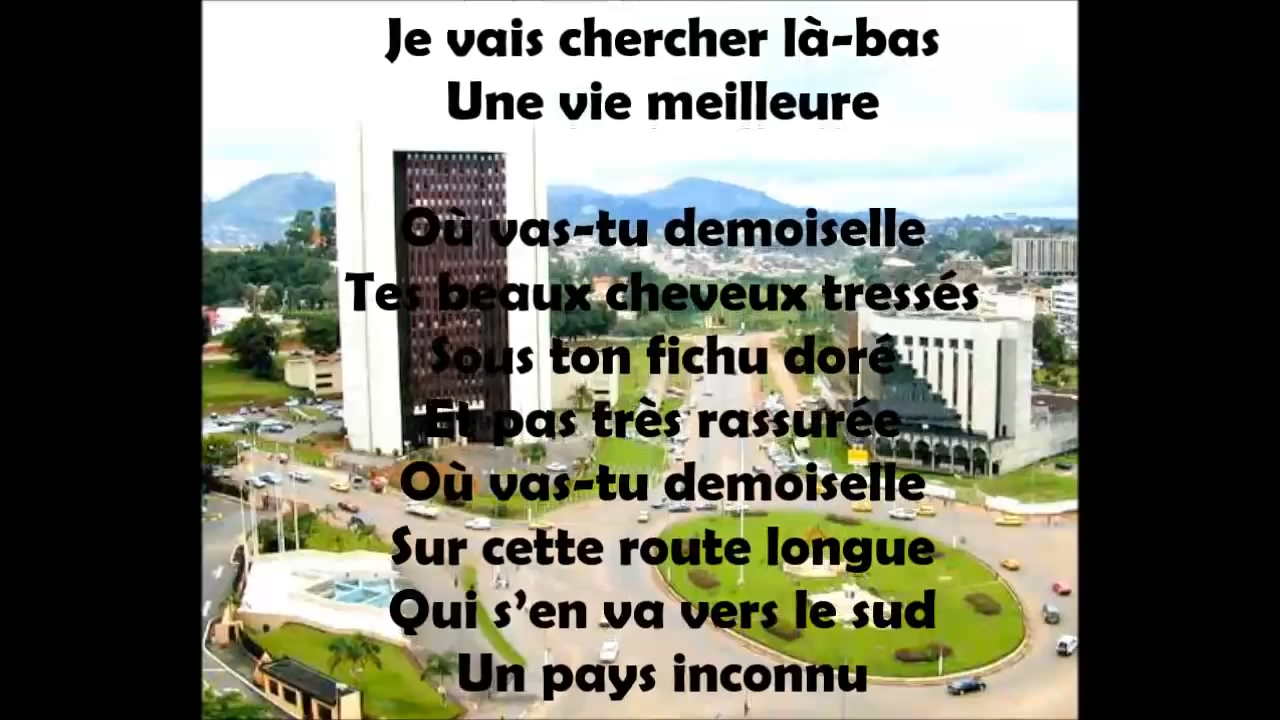 Je vais chercher là-bas
Une vie meilleure
Où vas-tu demoiselle
Tes beaux cheveux tressés
Sous ton fichu doré
Et pas très rassurée
Où vas-tu demoiselle
Sur cette route longue
Qui s’en va vers le sud
Un pays inconnu